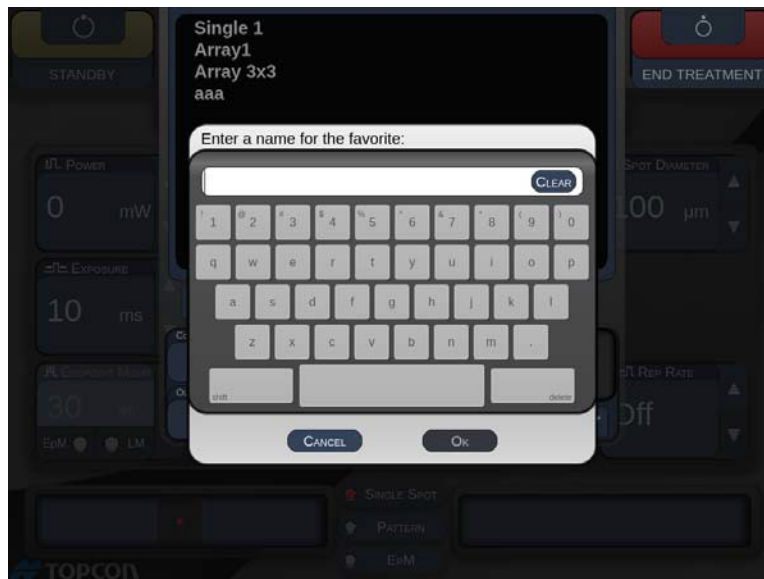 Single 1
Array1
Array 3x3
aaa
STANDBY
END TREATMENT
Enter a name for the favorite:
CLEAR
POWER
0 mW
SPOT DIAMETER
100 µm
! 1 @ 2 # 3 $ 4 % 5 ^ 6 & 7 * 8 ( 9 ) 0
q w e r t y u i o p
a s d f g h j k l
z x c v b n m .
shift
delete
EXPOSURE
10 ms
30
EpM LM
REP RATE
Off
CANCEL
OK
SINGLE SPOT
PATTERN
EPM
TOPCON